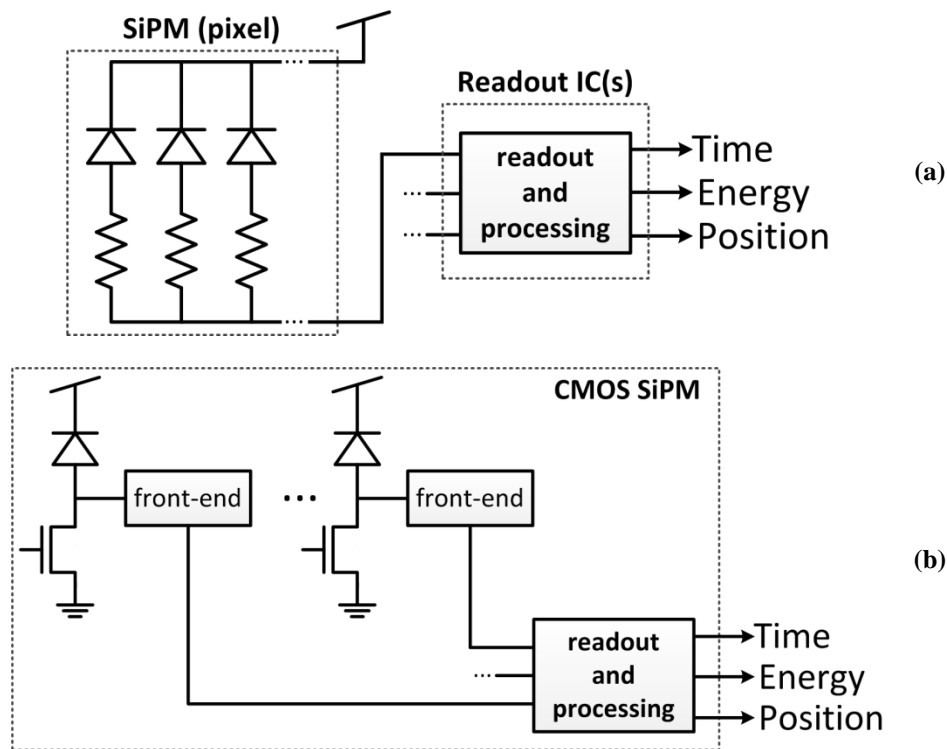 SiPM (pixel)
Readout IC(s)
readout
and
processing
Time
Energy
Position
(a)
CMOS SiPM
front-end
front-end
(b)
readout
and
processing
Time
Energy
Position